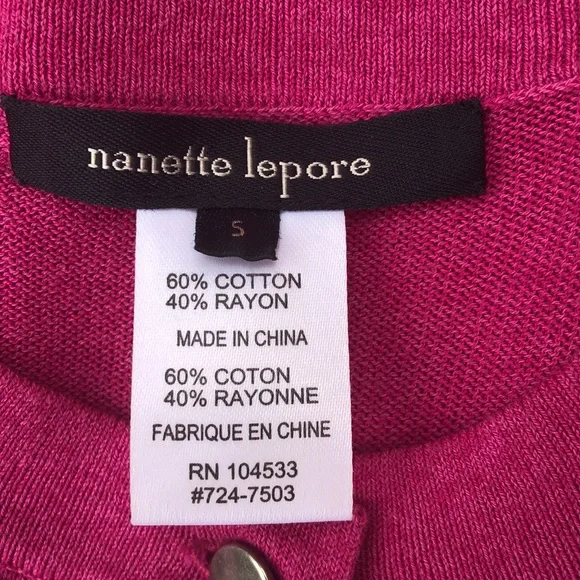 nanette lepore
S
60% COTTON
40% RAYON
MADE IN CHINA
60% COTON
40% RAYONNE
FABRIQUE EN CHINE
RN 104533
#724-7503